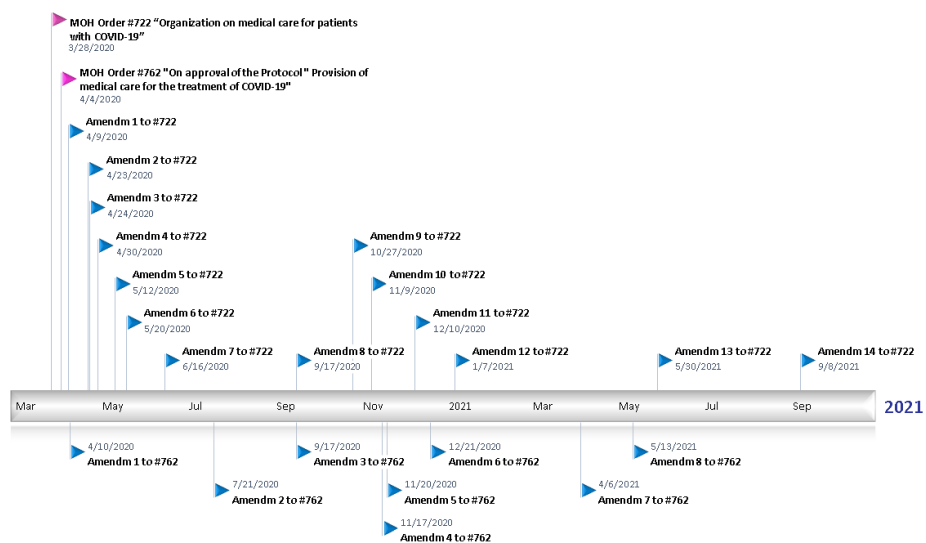 MOH Order #722 “Organization on medical care for patients
with COVID-19”
3/28/2020
MOH Order #762 "On approval of the Protocol" Provision of
medical care for the treatment of COVID-19"
4/4/2020
Amendm 1 to #722
4/9/2020
Amendm 2 to #722
4/23/2020
Amendm 3 to #722
4/24/2020
Amendm 4 to #722
4/30/2020
Amendm 9 to #722
10/27/2020
Amendm 5 to #722
5/12/2020
Amendm 10 to #722
11/9/2020
Amendm 6 to #722
5/20/2020
Amendm 11 to #722
12/10/2020
Amendm 7 to #722
6/16/2020
Amendm 8 to #722
9/17/2020
Amendm 12 to #722
1/7/2021
Amendm 13 to #722
5/30/2021
Amendm 14 to #722
9/8/2021
Mar May Jul Sep Nov 2021 Mar May Jul Sep 2021
4/10/2020
Amendm 1 to #762
9/17/2020
Amendm 3 to #762
12/21/2020
Amendm 6 to #762
5/13/2021
Amendm 8 to #762
7/21/2020
Amendm 2 to #762
11/20/2020
Amendm 5 to #762
4/6/2021
Amendm 7 to #762
11/17/2020
Amendm 4 to #762